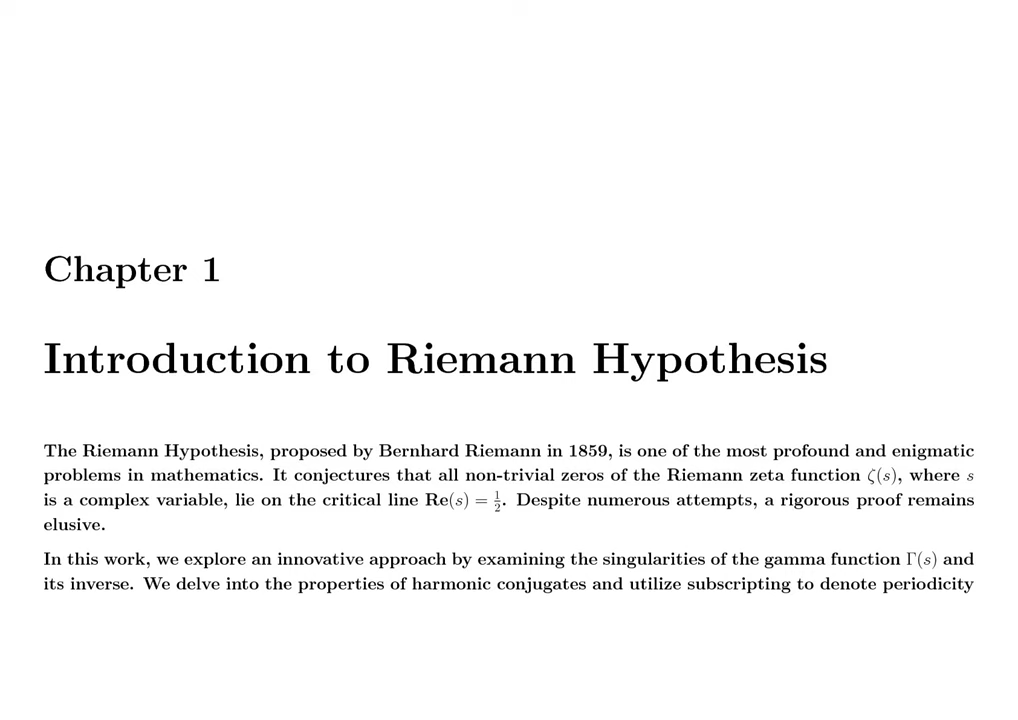 Chapter 1
Introduction to Riemann Hypothesis
The Riemann Hypothesis, proposed by Bernhard Riemann in 1859, is one of the most profound and enigmatic
problems in mathematics. It conjectures that all non-trivial zeros of the Riemann zeta function ζ(s), where s
is a complex variable, lie on the critical line Re(s) = 1/2. Despite numerous attempts, a rigorous proof remains
elusive.
In this work, we explore an innovative approach by examining the singularities of the gamma function Γ(s) and
its inverse. We delve into the properties of harmonic conjugates and utilize subscripting to denote periodicity